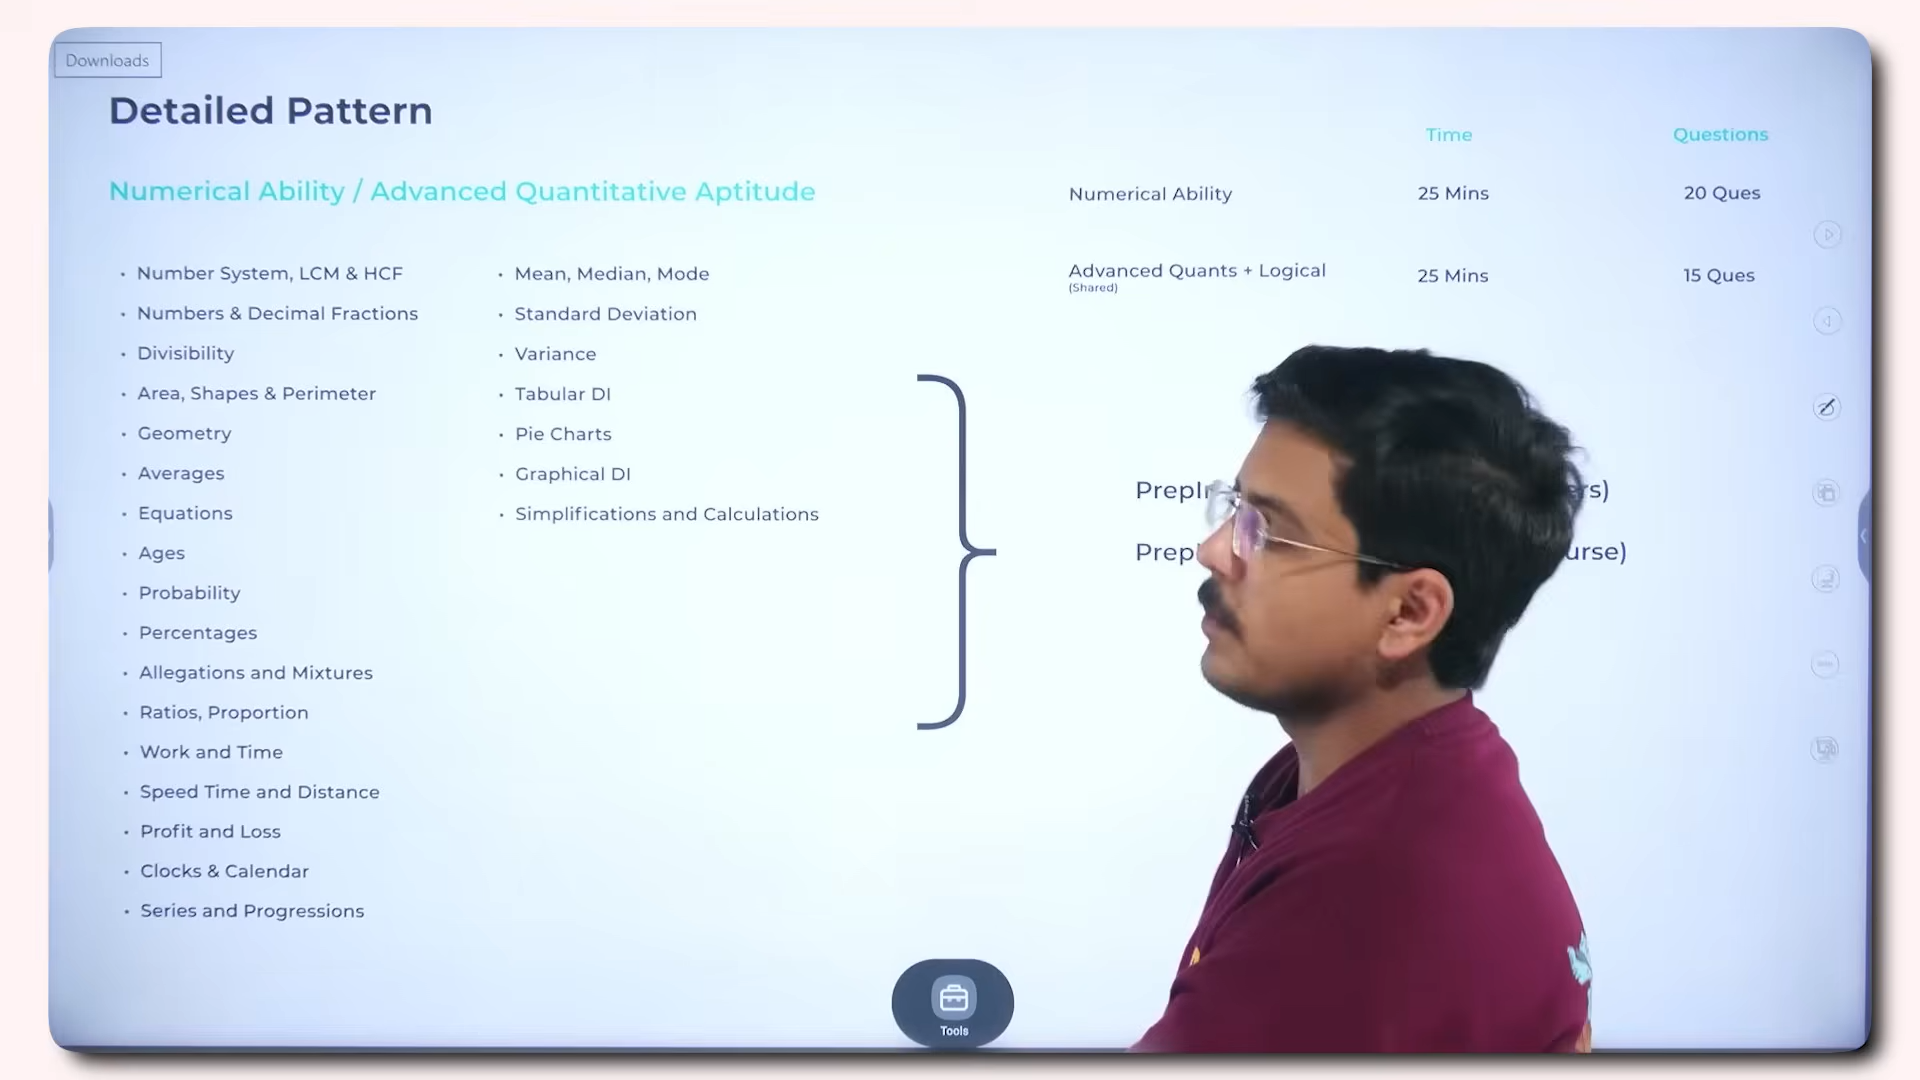 Downloads
Detailed Pattern
Numerical Ability / Advanced Quantitative Aptitude
• Number System, LCM & HCF
• Numbers & Decimal Fractions
• Divisibility
• Area, Shapes & Perimeter
• Geometry
• Averages
• Equations
• Ages
• Probability
• Percentages
• Allegations and Mixtures
• Ratios, Proportion
• Work and Time
• Speed Time and Distance
• Profit and Loss
• Clocks & Calendar
• Series and Progressions
• Mean, Median, Mode
• Standard Deviation
• Variance
• Tabular DI
• Pie Charts
• Graphical DI
• Simplifications and Calculations
Time Questions
Numerical Ability 25 Mins 20 Ques
Advanced Quants + Logical 25 Mins 15 Ques
(Shared)
Tools